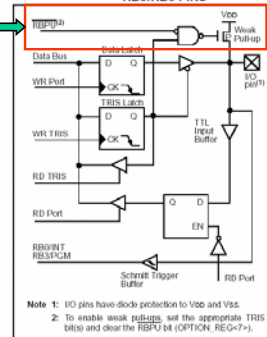 RBPU(2)
VDD
Weak
Pull-up
Data Latch
Data Bus
D Q
WR Port
CK
I/O
pin(1)
TRIS Latch
D Q
WR TRIS
CK
TTL
Input
Buffer
RD TRIS
Q D
RD Port
EN
RB0/INT
RB3/PGM
Schmitt Trigger
Buffer
RD Port
Note 1: I/O pins have diode protection to VDD and VSS.
2: To enable weak pull-ups, set the appropriate TRIS
bit(s) and clear the RBPU bit (OPTION_REG<7>).